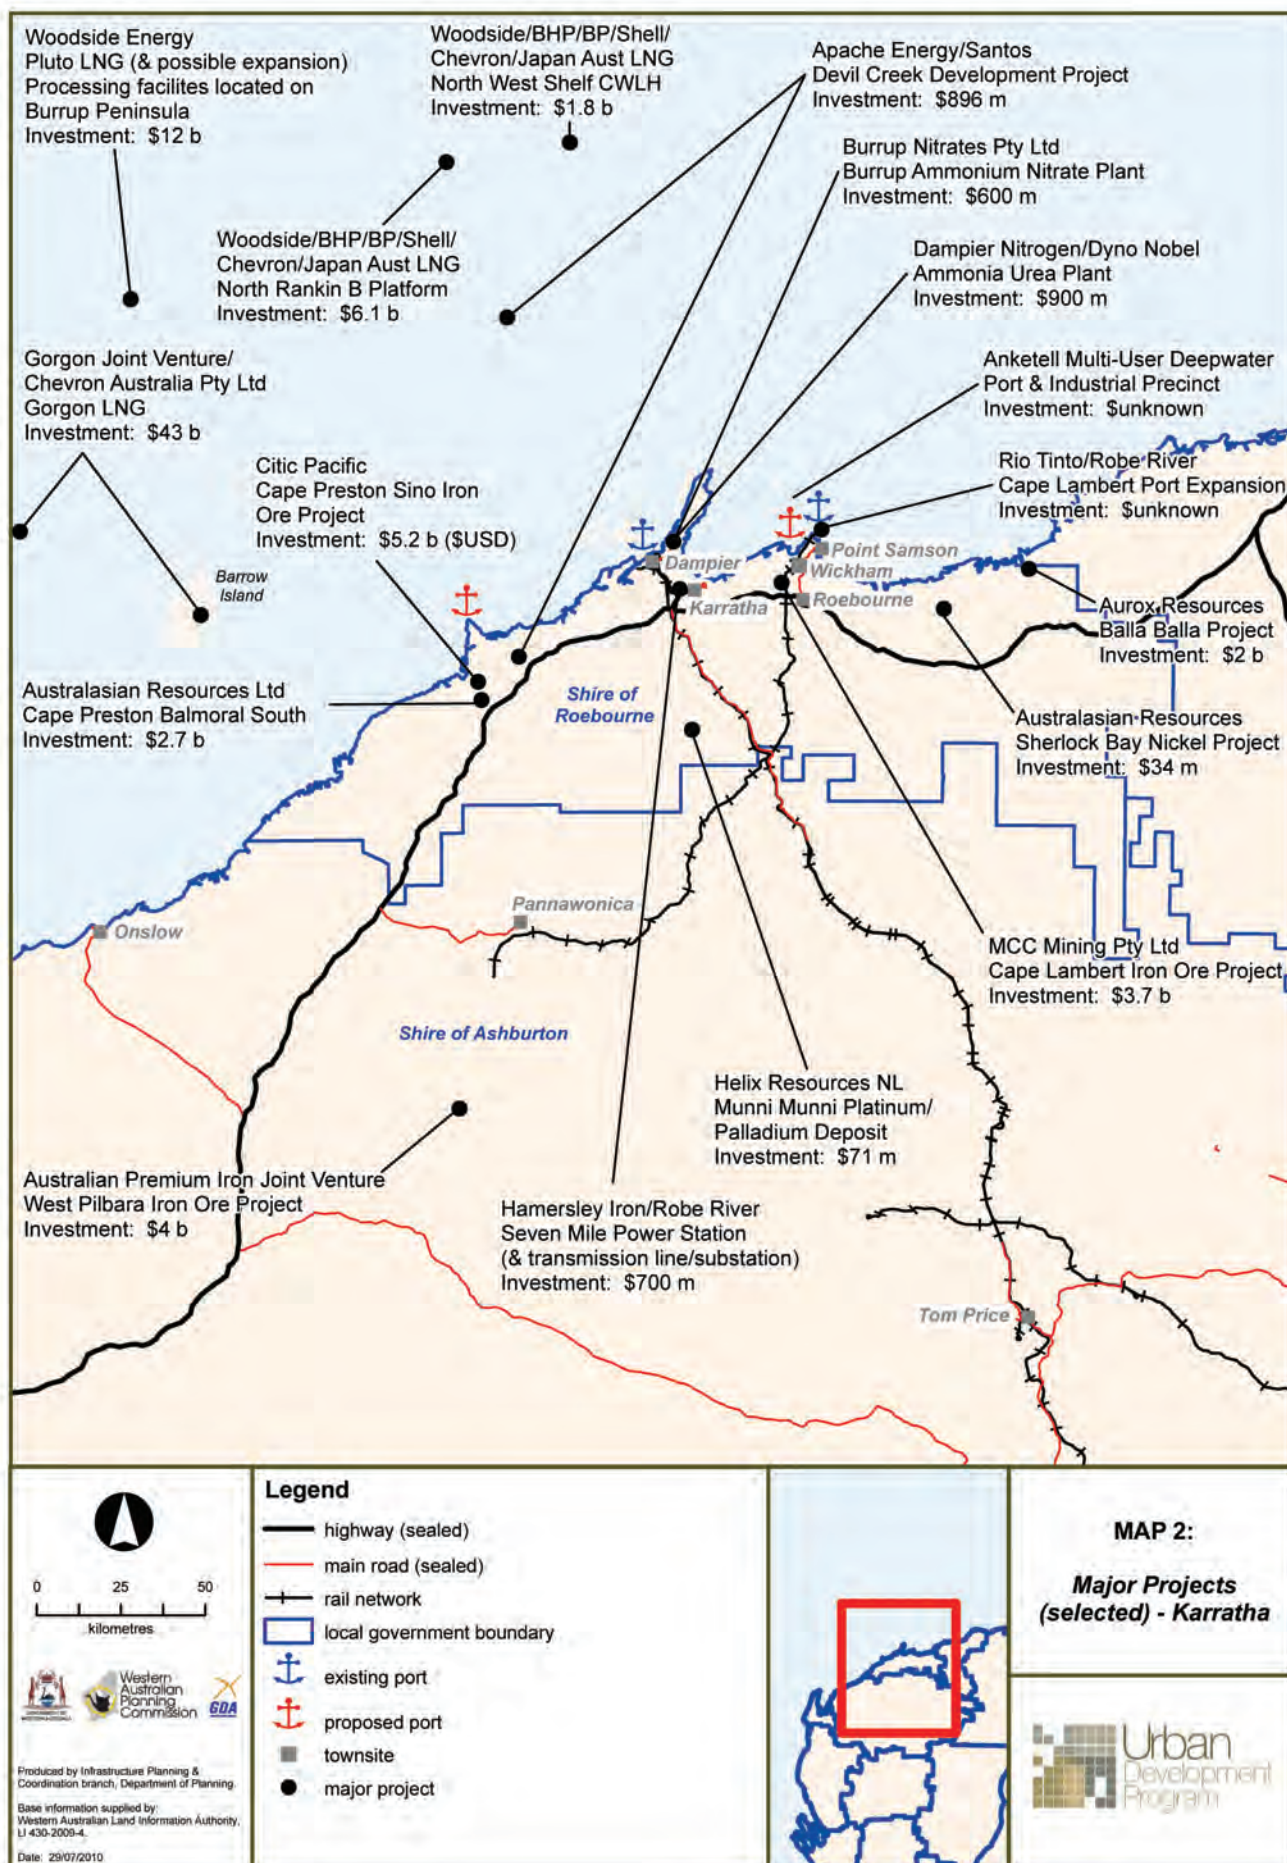 Woodside Energy
Pluto LNG (& possible expansion)
Processing facilites located on
Burrup Peninsula
Investment: $12 b
Woodside/BHP/BP/Shell/
Chevron/Japan Aust LNG
North West Shelf CWLH
Investment: $1.8 b
Apache Energy/Santos
Devil Creek Development Project
Investment: $896 m
Burrup Nitrates Pty Ltd
Burrup Ammonium Nitrate Plant
Investment: $600 m
Woodside/BHP/BP/Shell/
Chevron/Japan Aust LNG
North Rankin B Platform
Investment: $6.1 b
Dampier Nitrogen/Dyno Nobel
Ammonia Urea Plant
Investment: $900 m
Gorgon Joint Venture/
Chevron Australia Pty Ltd
Gorgon LNG
Investment: $43 b
Anketell Multi-User Deepwater
Port & Industrial Precinct
Investment: $unknown
Citic Pacific
Cape Preston Sino Iron
Ore Project
Investment: $5.2 b ($USD)
Rio Tinto/Robe River
Cape Lambert Port Expansion
Investment: $unknown
Barrow
Island
Dampier
Karratha
Point Samson
Wickham
Roebourne
Aurox Resources
Balla Balla Project
Investment: $2 b
Australasian Resources Ltd
Cape Preston Balmoral South
Investment: $2.7 b
Shire of
Roebourne
Australasian Resources
Sherlock Bay Nickel Project
Investment: $34 m
Pannawonica
Onslow
MCC Mining Pty Ltd
Cape Lambert Iron Ore Project
Investment: $3.7 b
Shire of Ashburton
Helix Resources NL
Munni Munni Platinum/
Palladium Deposit
Investment: $71 m
Australian Premium Iron Joint Venture
West Pilbara Iron Ore Project
Investment: $4 b
Hamersley Iron/Robe River
Seven Mile Power Station
(& transmission line/substation)
Investment: $700 m
Tom Price
0 25 50
kilometres
Western
Australian
Planning
Commission
GDA
Produced by Infrastructure Planning &
Coordination branch, Department of Planning.
Base information supplied by:
Western Australian Land Information Authority,
LI 430-2009-4.
Date: 29/07/2010
Legend
highway (sealed)
main road (sealed)
rail network
local government boundary
existing port
proposed port
townsite
major project
MAP 2:
Major Projects
(selected) - Karratha
Urban
Development
Program